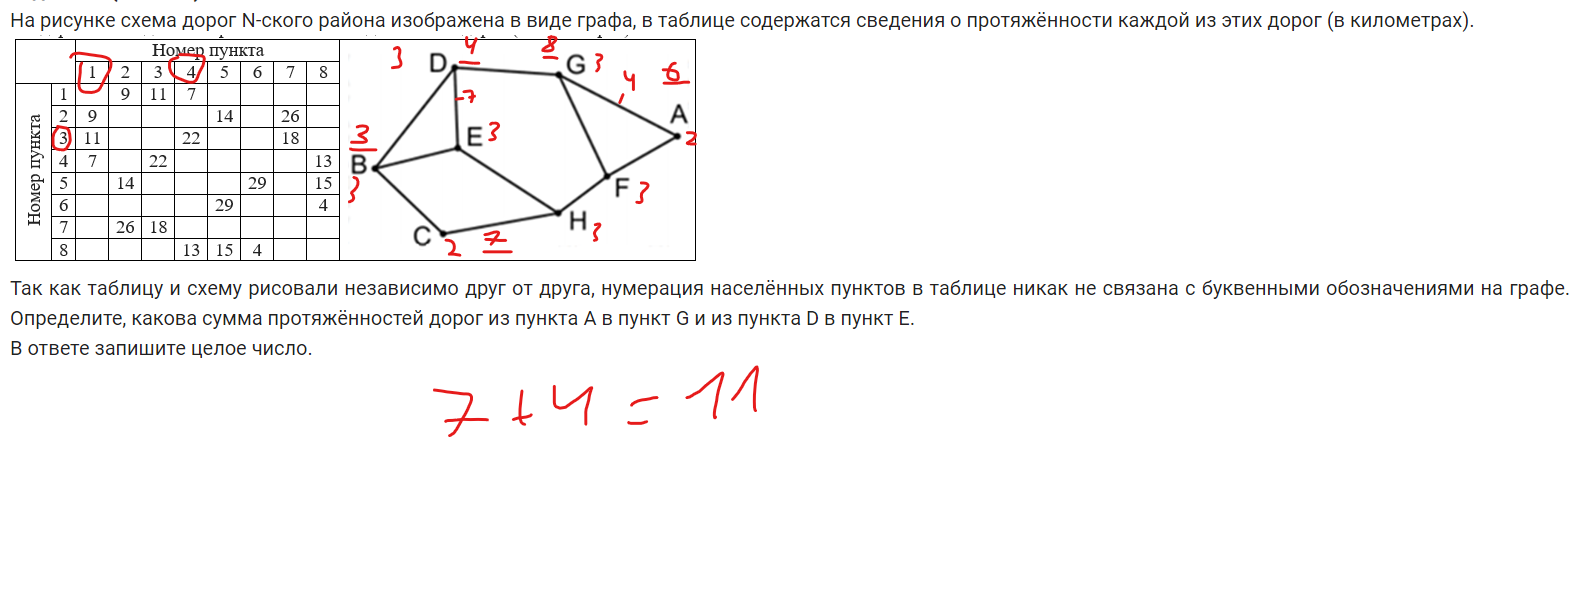 На рисунке схема дорог N-ского района изображена в виде графа, в таблице содержатся сведения о протяжённости каждой из этих дорог (в километрах).
Номер пункта
1 2 3 4 5 6 7 8
Номер пункта
1 9 11 7
2 9 14 26
3 11 22 18
4 7 22 13
5 14 29 15
6 29 4
7 26 18
8 13 15 4
3 D 4 8 G 3
4 6
7 A
E 3 2
3
B
3 F 3
H 3
C 2 7
Так как таблицу и схему рисовали независимо друг от друга, нумерация населённых пунктов в таблице никак не связана с буквенными обозначениями на графе.
Определите, какова сумма протяжённостей дорог из пункта A в пункт G и из пункта D в пункт E.
В ответе запишите целое число.
7 + 4 = 11